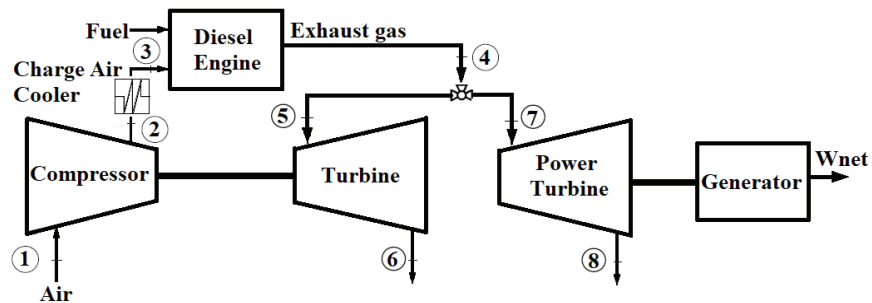 Fuel
Diesel
Engine
Exhaust gas
3
4
Charge Air
Cooler
2
5
7
Compressor
Turbine
Power
Turbine
Generator
Wnet
1
6
8
Air